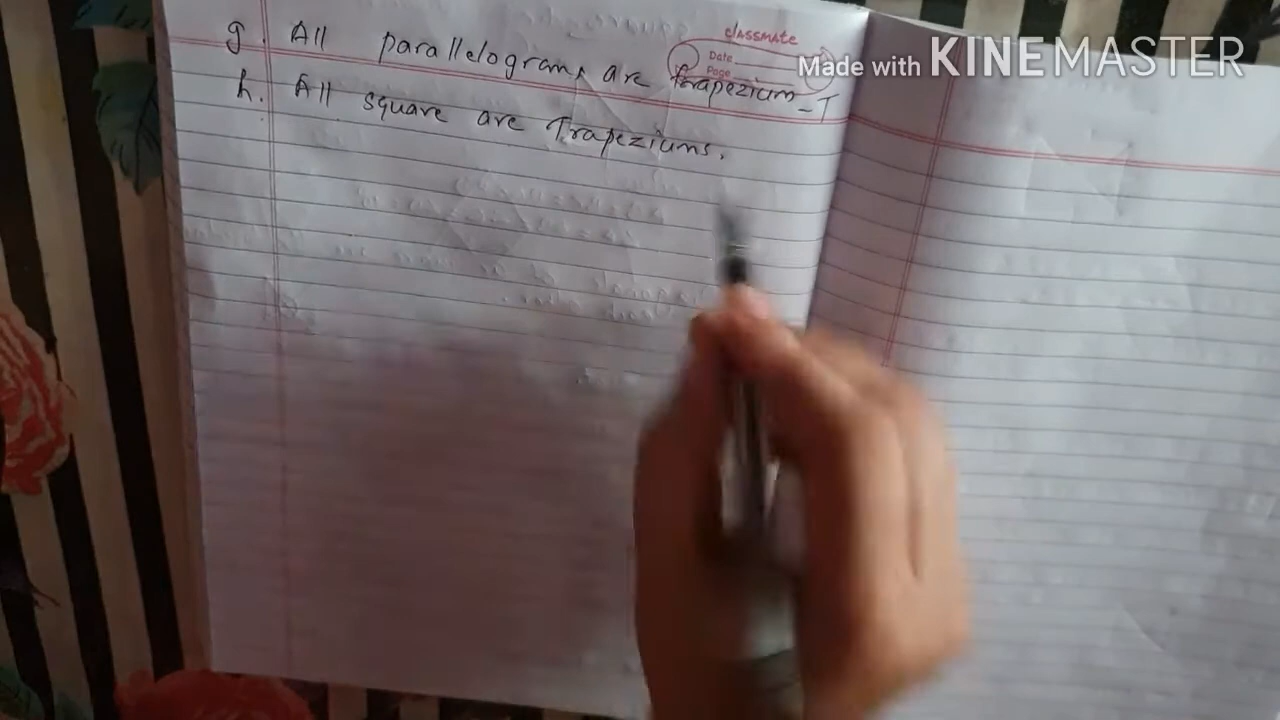 classmate
Date
Page
Made with KINEMASTER
g. All parallelograms are trapezium - T
h. All square are Trapeziums.